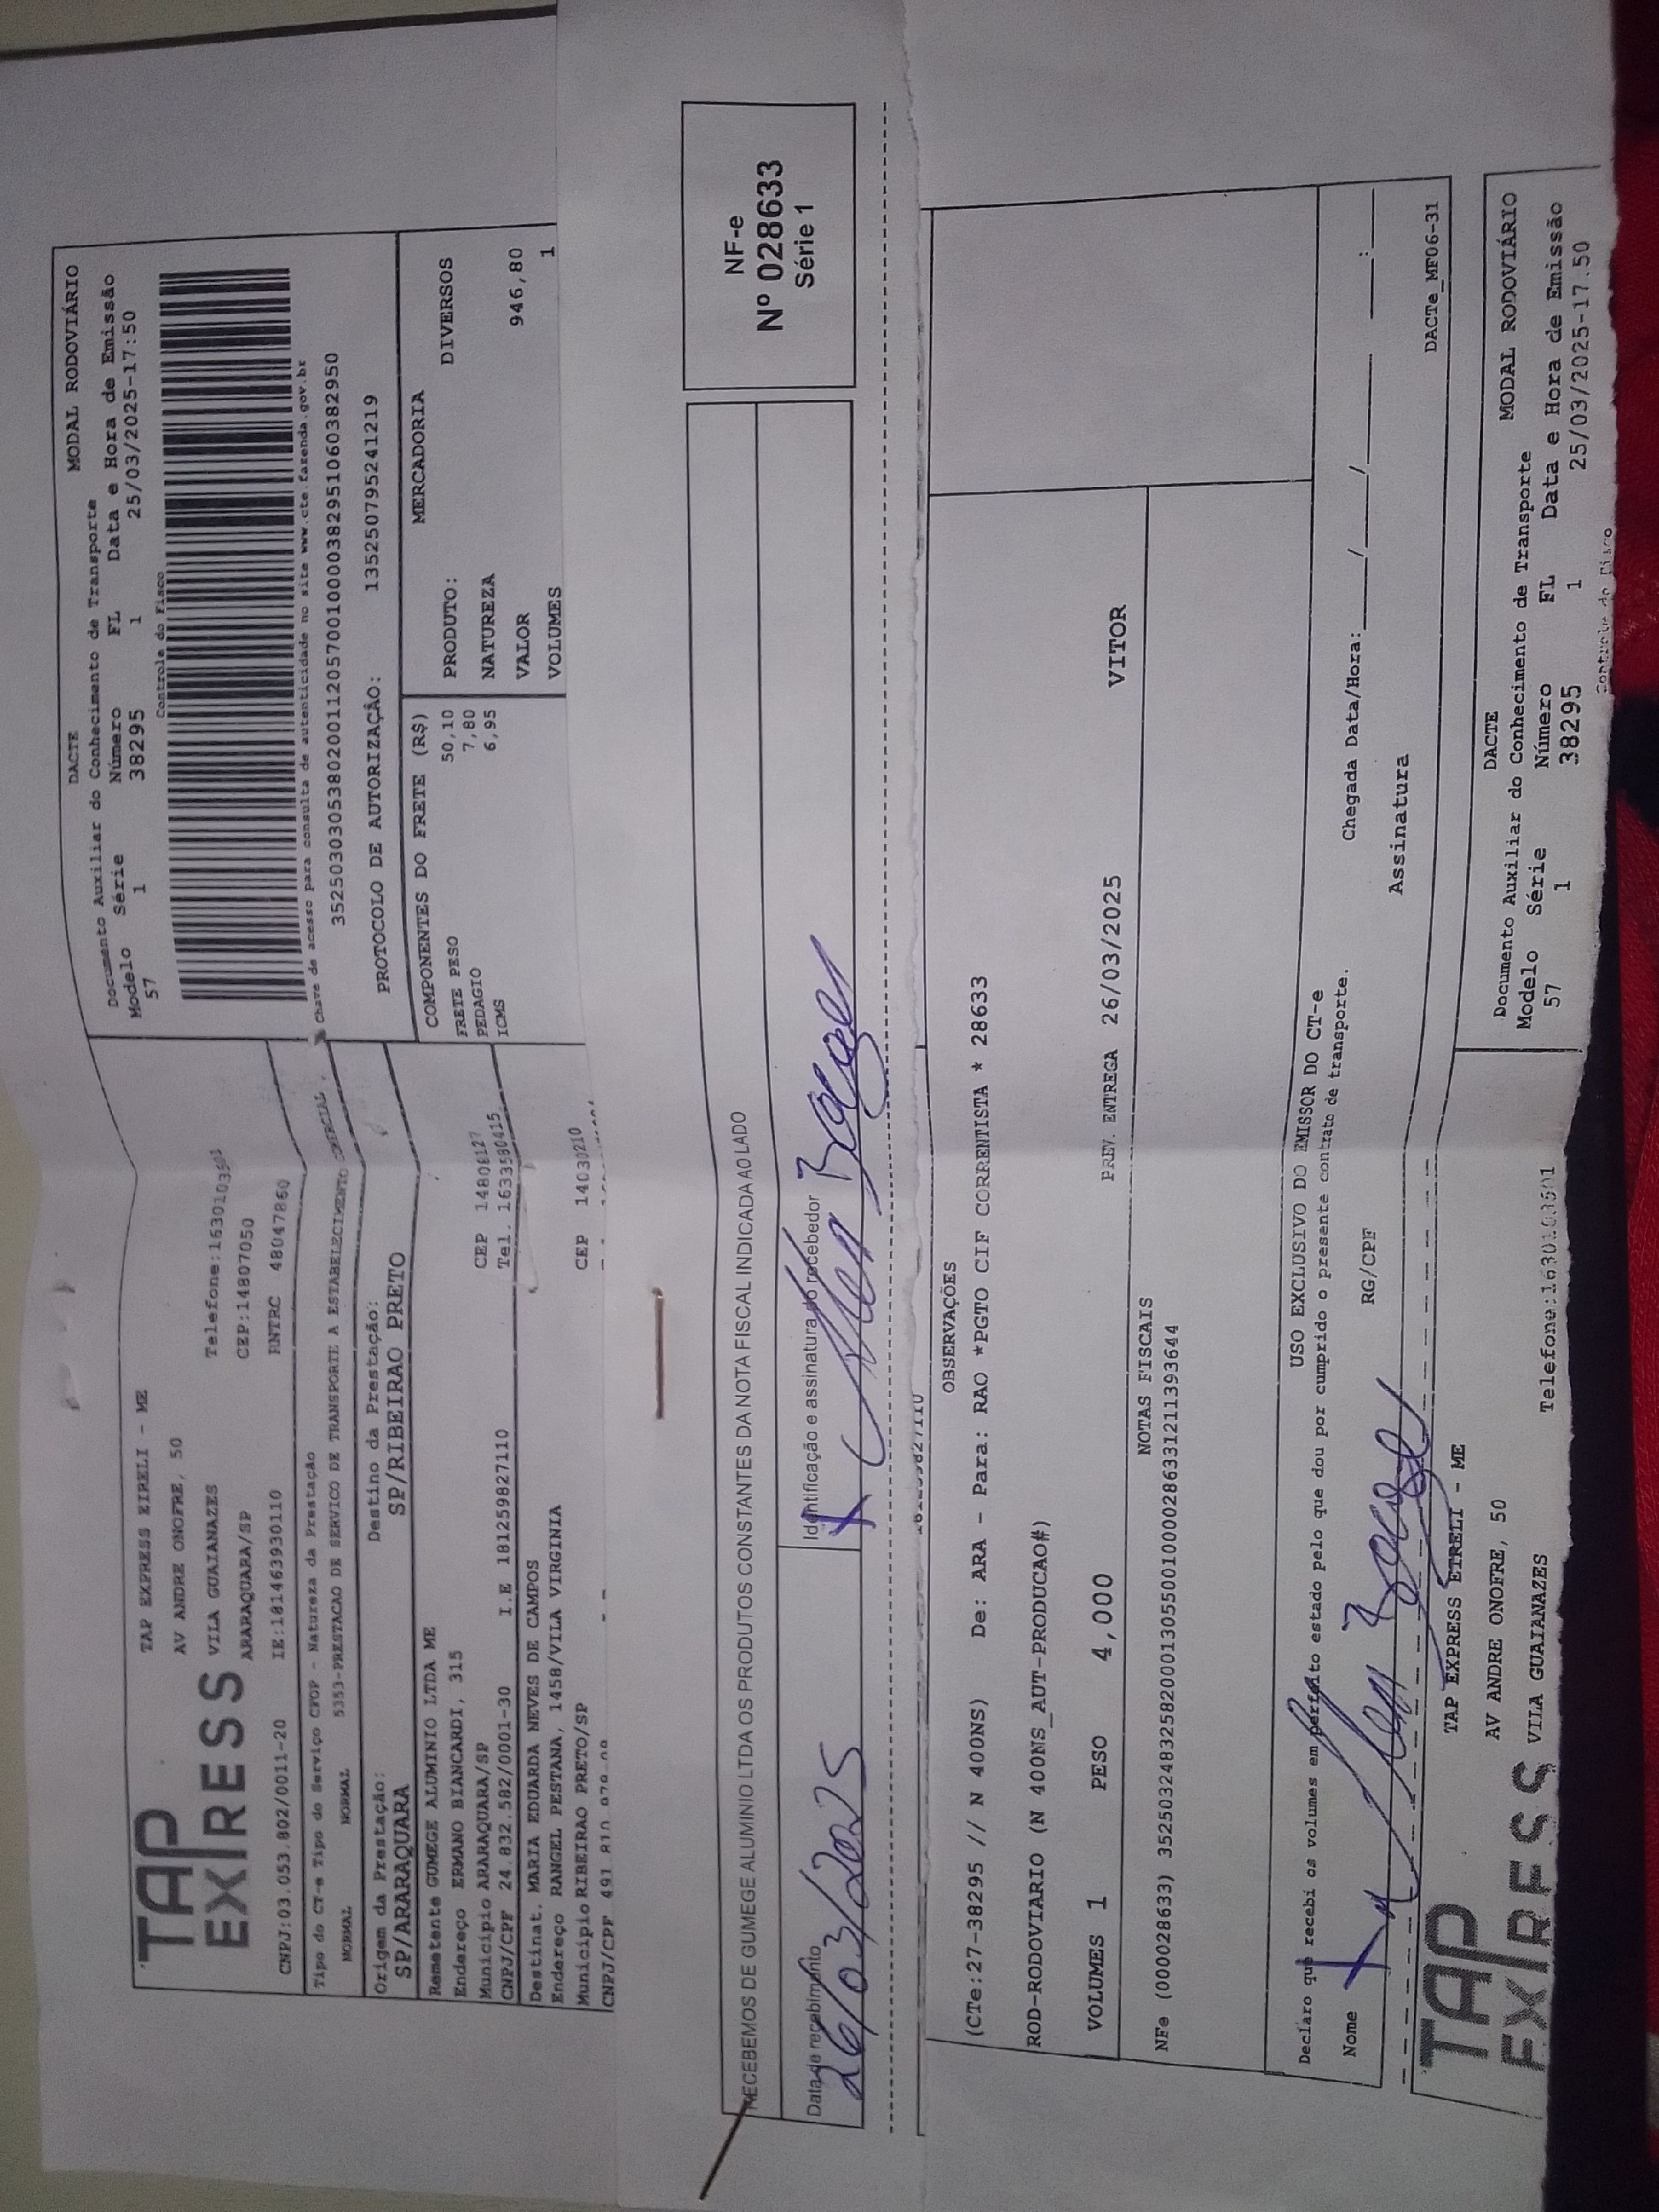 TAP EXPRESS
TAP EXPRESS EIRELI - ME
AV ANDRE ONOFRE, 50
VILA GUAIANAZES Telefone:1630103501
ARARAQUARA/SP CEP:14807050
CNPJ:03.053.802/0011-20 IE:181463930110 RNTRC 48047860
Tipo do CT-e Tipo do Serviço CFOP - Natureza da Prestação
NORMAL NORMAL 5353-PRESTACAO DE SERVICO DE TRANSPORTE A ESTABELECIMENTO
Origem da Prestação: Destino da Prestação:
SP/ARARAQUARA SP/RIBEIRAO PRETO
Remetente GUMEGE ALUMINIO LTDA ME
Endereço ERMANO BIANCARDI, 315
Município ARARAQUARA/SP CEP 14808127
CNPJ/CPF 24.832.582/0001-30 I.E 181259827110 Tel. 1633580415
Destinat. MARIA EDUARDA NEVES DE CAMPOS
Endereço RANGEL PESTANA, 1458/VILA VIRGINIA
Município RIBEIRAO PRETO/SP CEP 14030210
CNPJ/CPF
DACTE MODAL RODOVIÁRIO
Documento Auxiliar do Conhecimento de Transporte
Modelo Série Número FL Data e Hora de Emissão
57 1 38295 1 25/03/2025-17:50
Controle do Fisco
Chave de acesso para consulta de autenticidade no site www.cte.fazenda.gov.br
35250303053802001120570010000382951060382950
PROTOCOLO DE AUTORIZAÇÃO: 135250795241219
COMPONENTES DO FRETE (R$)
FRETE PESO 50,10
PEDAGIO 7,80
ICMS 6,95
MERCADORIA
PRODUTO: DIVERSOS
NATUREZA
VALOR 946,80
VOLUMES 1
RECEBEMOS DE GUMEGE ALUMINIO LTDA OS PRODUTOS CONSTANTES DA NOTA FISCAL INDICADA AO LADO
Data de recebimento Identificação e assinatura do recebedor
26/03/2025
NF-e
Nº 028633
Série 1
OBSERVAÇÕES
(CTe:27-38295 // N 400NS) De: ARA - Para: RAO *PGTO CIF CORRENTISTA * 28633
ROD-RODOVIARIO (N 400NS_AUT-PRODUCAO#)
VOLUMES 1 PESO 4,000 PREV. ENTREGA 26/03/2025 VITOR
NOTAS FISCAIS
NFe (000028633) 35250324832582000130550010000286331211393644
USO EXCLUSIVO DO EMISSOR DO CT-e
Declaro que recebi os volumes em perfeito estado pelo que dou por cumprido o presente contrato de transporte.
Nome RG/CPF Chegada Data/Hora:____/____/____ ____:____
Assinatura
DACTe_MF06-31
TAP EXPRESS
TAP EXPRESS EIRELI - ME
AV ANDRE ONOFRE, 50
VILA GUAIANAZES Telefone:1630103501
DACTE MODAL RODOVIÁRIO
Documento Auxiliar do Conhecimento de Transporte
Modelo Série Número FL Data e Hora de Emissão
57 1 38295 1 25/03/2025-17.50
Controle do Fisco